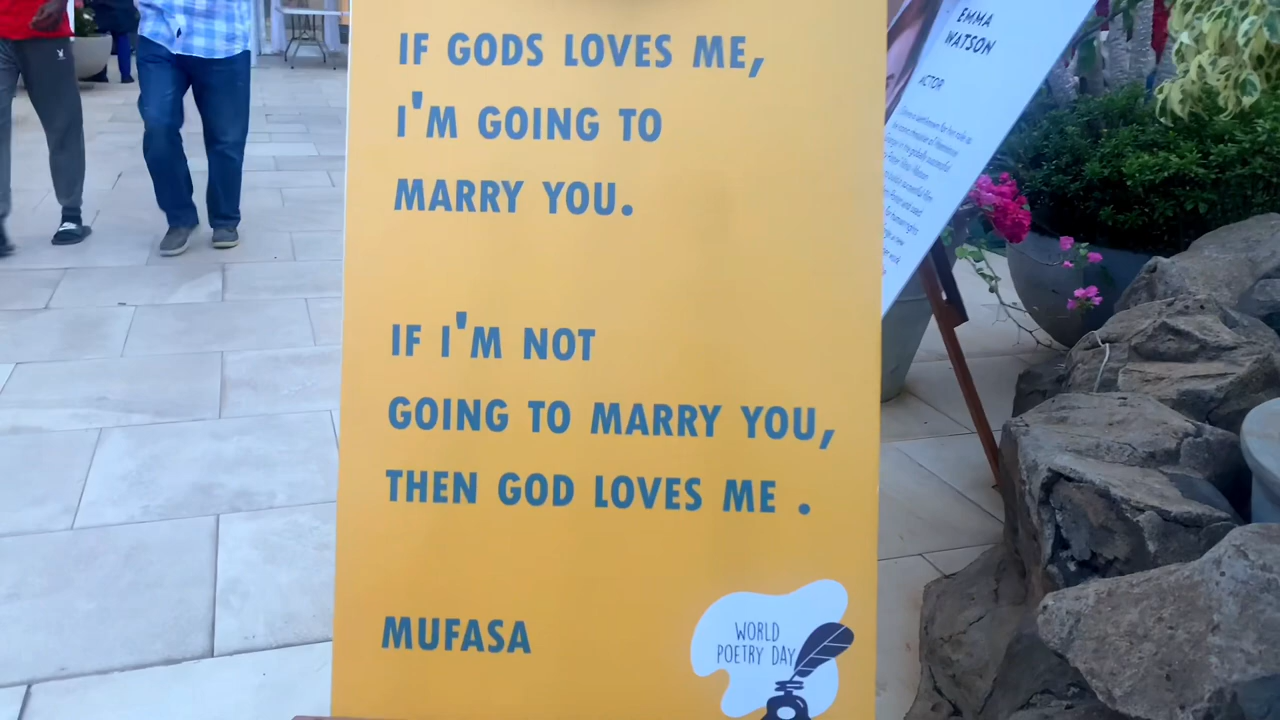 IF GODS LOVES ME,
I'M GOING TO
MARRY YOU.
IF I'M NOT
GOING TO MARRY YOU,
THEN GOD LOVES ME .
MUFASA
WORLD
POETRY DAY
EMMA
WATSON
ACTOR